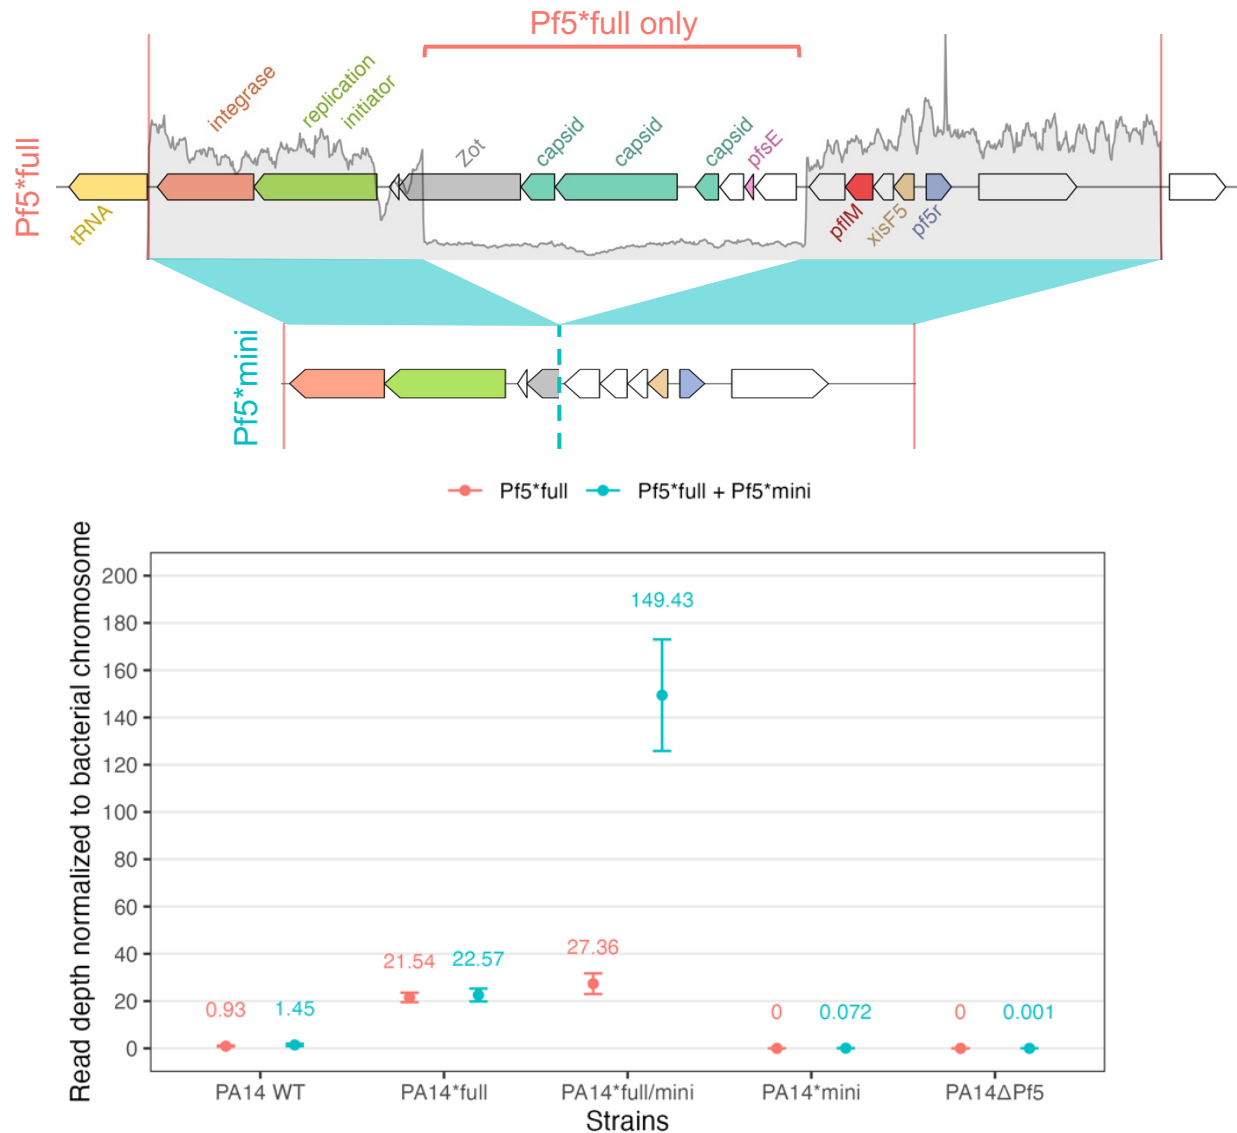 Pf5*full only
integrase
replication
initiator
Zot
capsid
capsid
capsid
pfsE
Pf5*full
tRNA
pflM
xisF5
pf5r
Pf5*mini
Pf5*full
Pf5*full + Pf5*mini
Read depth normalized to bacterial chromosome
200
180
160
140
120
100
80
60
40
20
0
149.43
27.36
21.54
22.57
0.93
1.45
0
0.072
0
0.001
PA14 WT
PA14*full
PA14*full/mini
PA14*mini
PA14ΔPf5
Strains